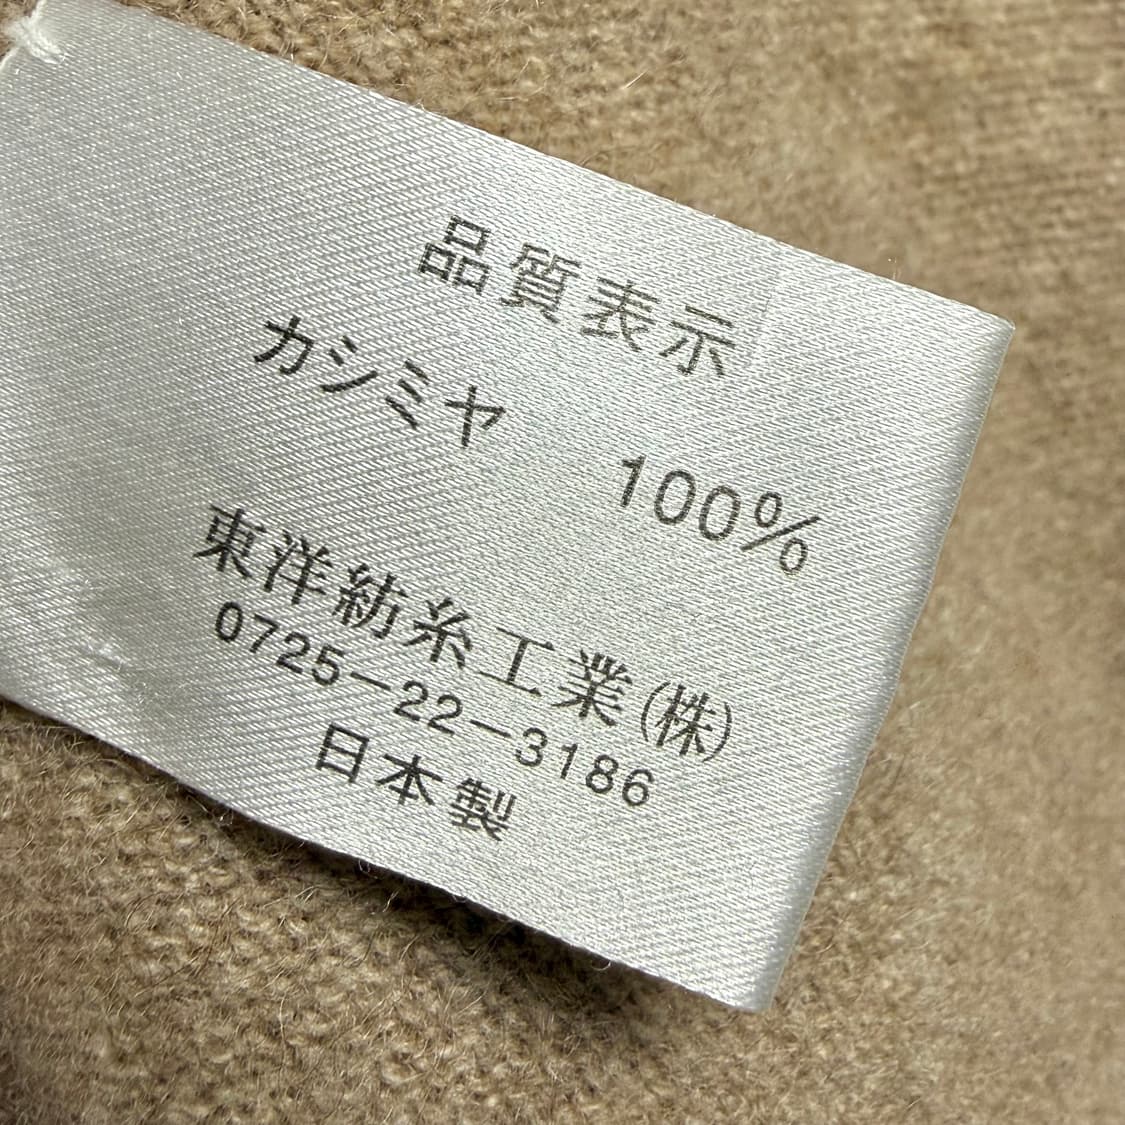 品質表示
カシミヤ 100%
東洋紡糸工業(株)
0725-22-3186
日本製